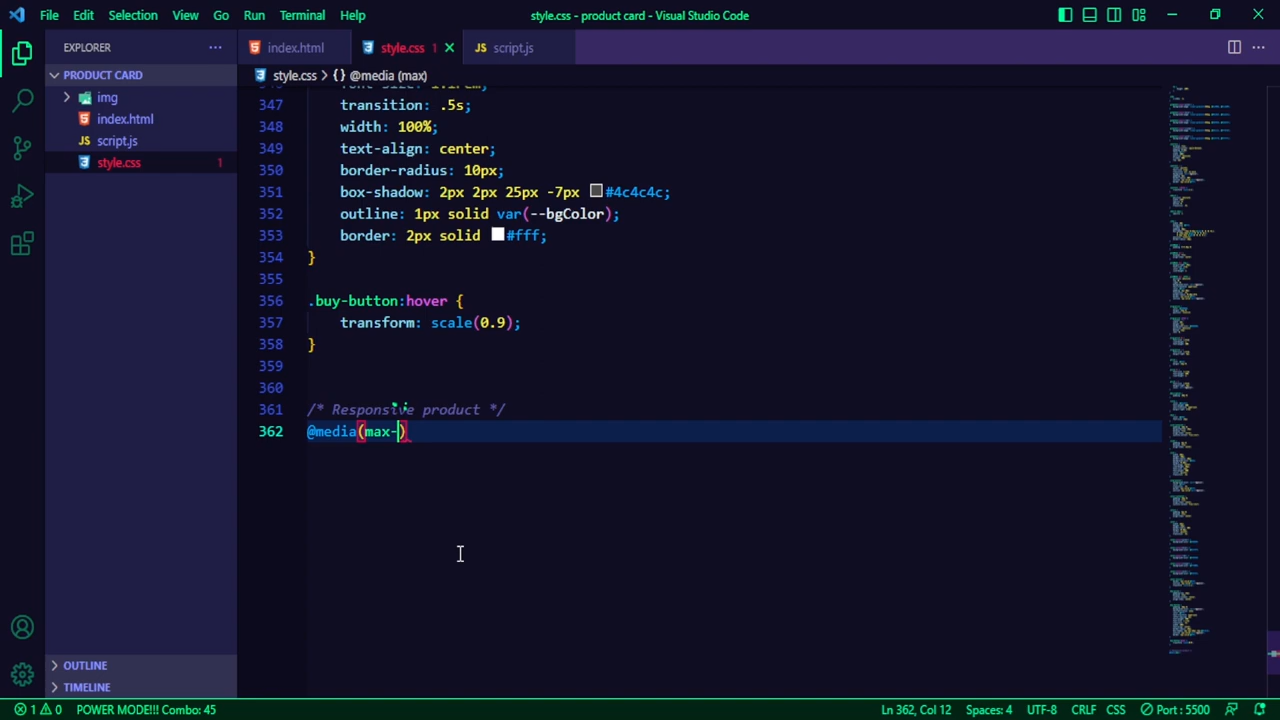 File Edit Selection View Go Run Terminal Help
style.css - product card - Visual Studio Code
EXPLORER
PRODUCT CARD
img
index.html
script.js
style.css 1
OUTLINE
TIMELINE
index.html style.css 1 script.js
style.css > {} @media (max)
347 transition: .5s;
348 width: 100%;
349 text-align: center;
350 border-radius: 10px;
351 box-shadow: 2px 2px 25px -7px #4c4c4c;
352 outline: 1px solid var(--bgColor);
353 border: 2px solid #fff;
354 }
355
356 .buy-button:hover {
357 transform: scale(0.9);
358 }
359
360
361 /* Responsive product */
362 @media(max-)
1 0 POWER MODE!!! Combo: 45
Ln 362, Col 12 Spaces: 4 UTF-8 CRLF CSS Port : 5500